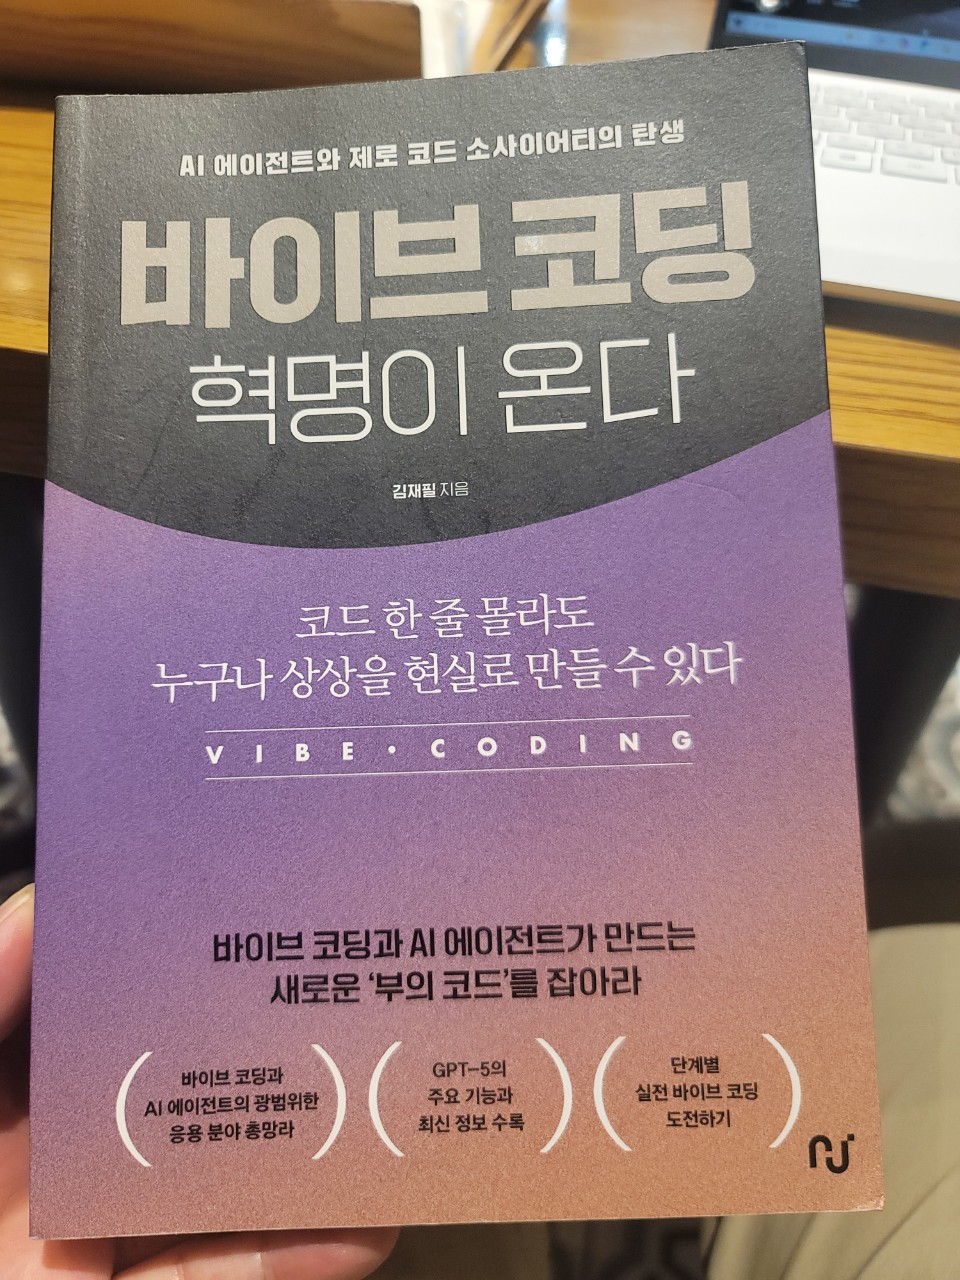 AI 에이전트와 제로 코드 소사이어티의 탄생
바이브 코딩
혁명이 온다
김재필 지음
코드 한 줄 몰라도
누구나 상상을 현실로 만들 수 있다
VIBE · CODING
바이브 코딩과 AI 에이전트가 만드는
새로운 ‘부의 코드’를 잡아라
바이브 코딩과
AI 에이전트의 광범위한
응용 분야 총망라
GPT-5의
주요 기능과
최신 정보 수록
단계별
실전 바이브 코딩
도전하기